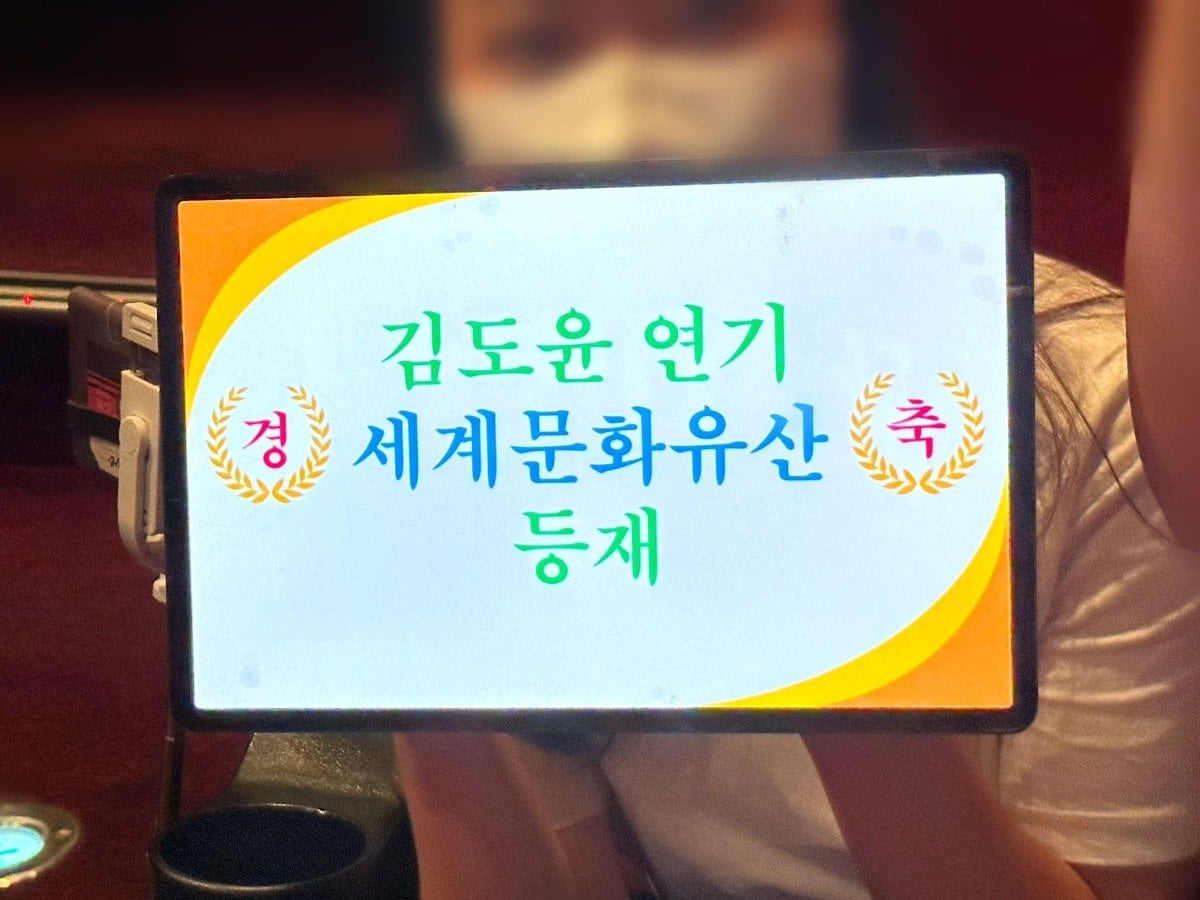 김도윤 연기
경 세계문화유산 축
등재